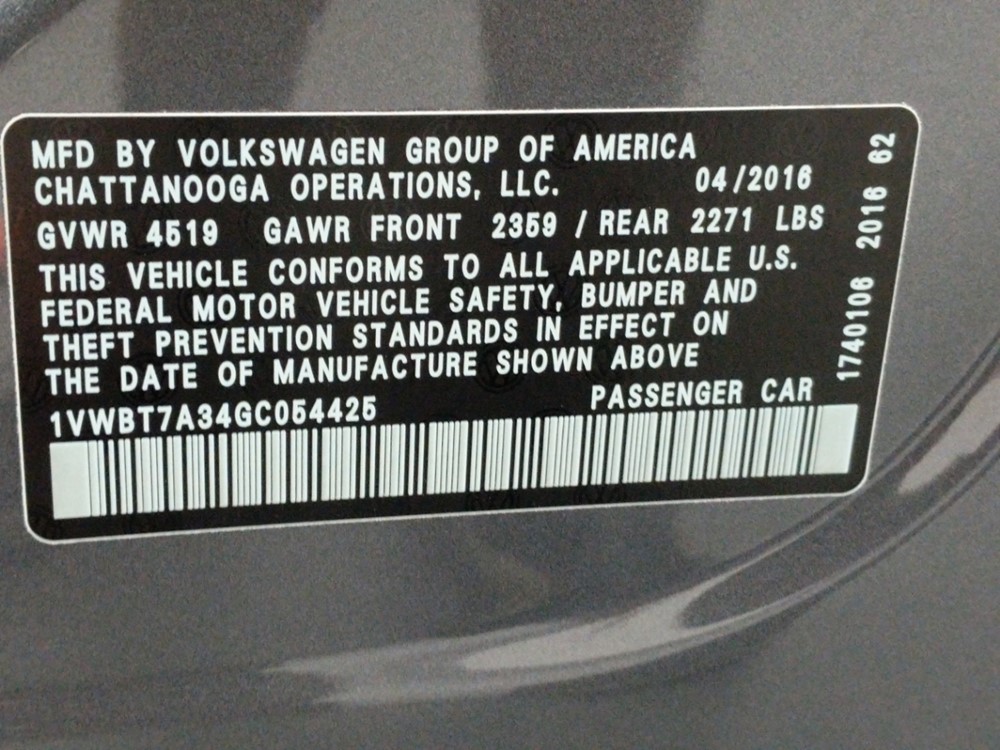 MFD BY VOLKSWAGEN GROUP OF AMERICA
CHATTANOOGA OPERATIONS, LLC. 04/2016
GVWR 4519 GAWR FRONT 2359 / REAR 2271 LBS
THIS VEHICLE CONFORMS TO ALL APPLICABLE U.S.
FEDERAL MOTOR VEHICLE SAFETY, BUMPER AND
THEFT PREVENTION STANDARDS IN EFFECT ON
THE DATE OF MANUFACTURE SHOWN ABOVE
1VWBT7A34GC054425 PASSENGER CAR
1740106 2016 62